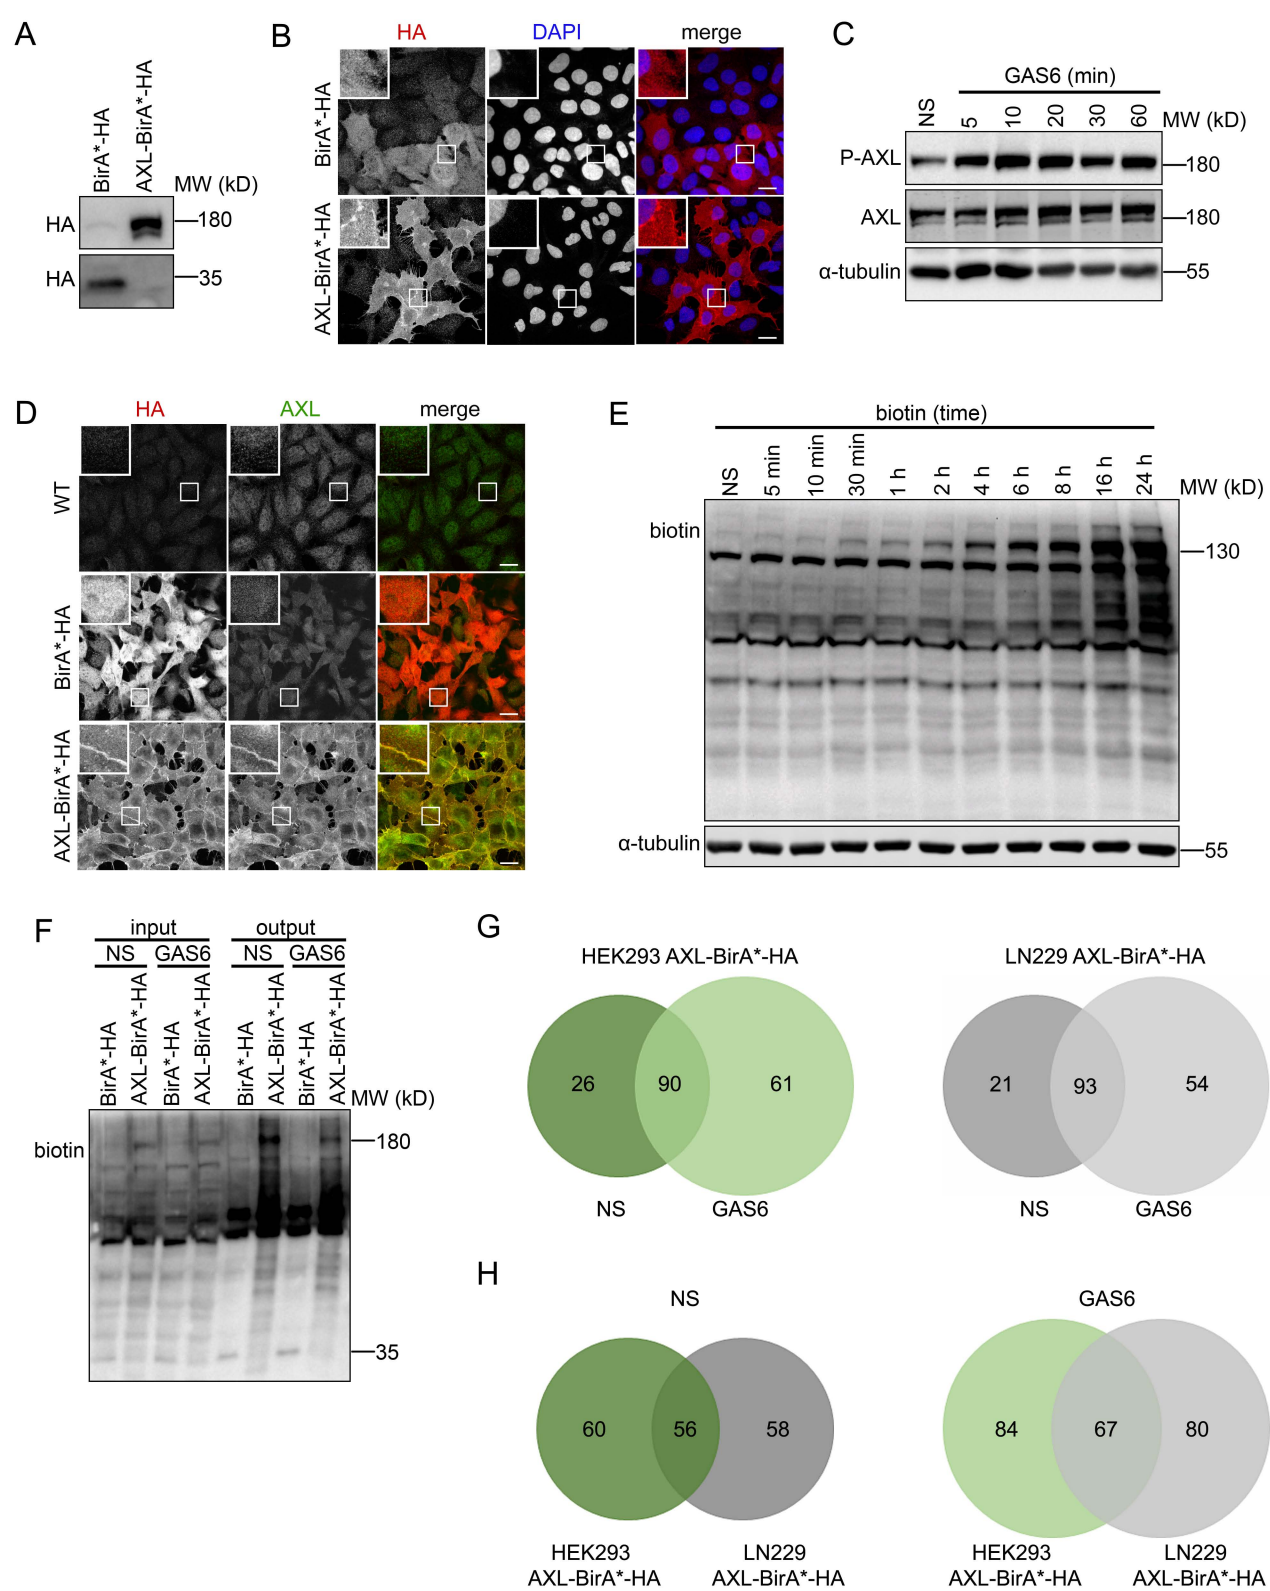 A
BirA*-HA
AXL-BirA*-HA
MW (kD)
HA
180
HA
35
B
HA
DAPI
merge
BirA*-HA
AXL-BirA*-HA
C
GAS6 (min)
NS
5
10
20
30
60
MW (kD)
P-AXL
180
AXL
180
α-tubulin
55
D
HA
AXL
merge
WT
BirA*-HA
AXL-BirA*-HA
E
biotin (time)
NS
5 min
10 min
30 min
1 h
2 h
4 h
6 h
8 h
16 h
24 h
MW (kD)
biotin
130
α-tubulin
55
F
input
output
NS
GAS6
NS
GAS6
BirA*-HA
AXL-BirA*-HA
BirA*-HA
AXL-BirA*-HA
BirA*-HA
AXL-BirA*-HA
BirA*-HA
AXL-BirA*-HA
MW (kD)
biotin
180
35
G
HEK293 AXL-BirA*-HA
26
90
61
NS
GAS6
LN229 AXL-BirA*-HA
21
93
54
NS
GAS6
H
NS
60
56
58
HEK293
AXL-BirA*-HA
LN229
AXL-BirA*-HA
GAS6
84
67
80
HEK293
AXL-BirA*-HA
LN229
AXL-BirA*-HA